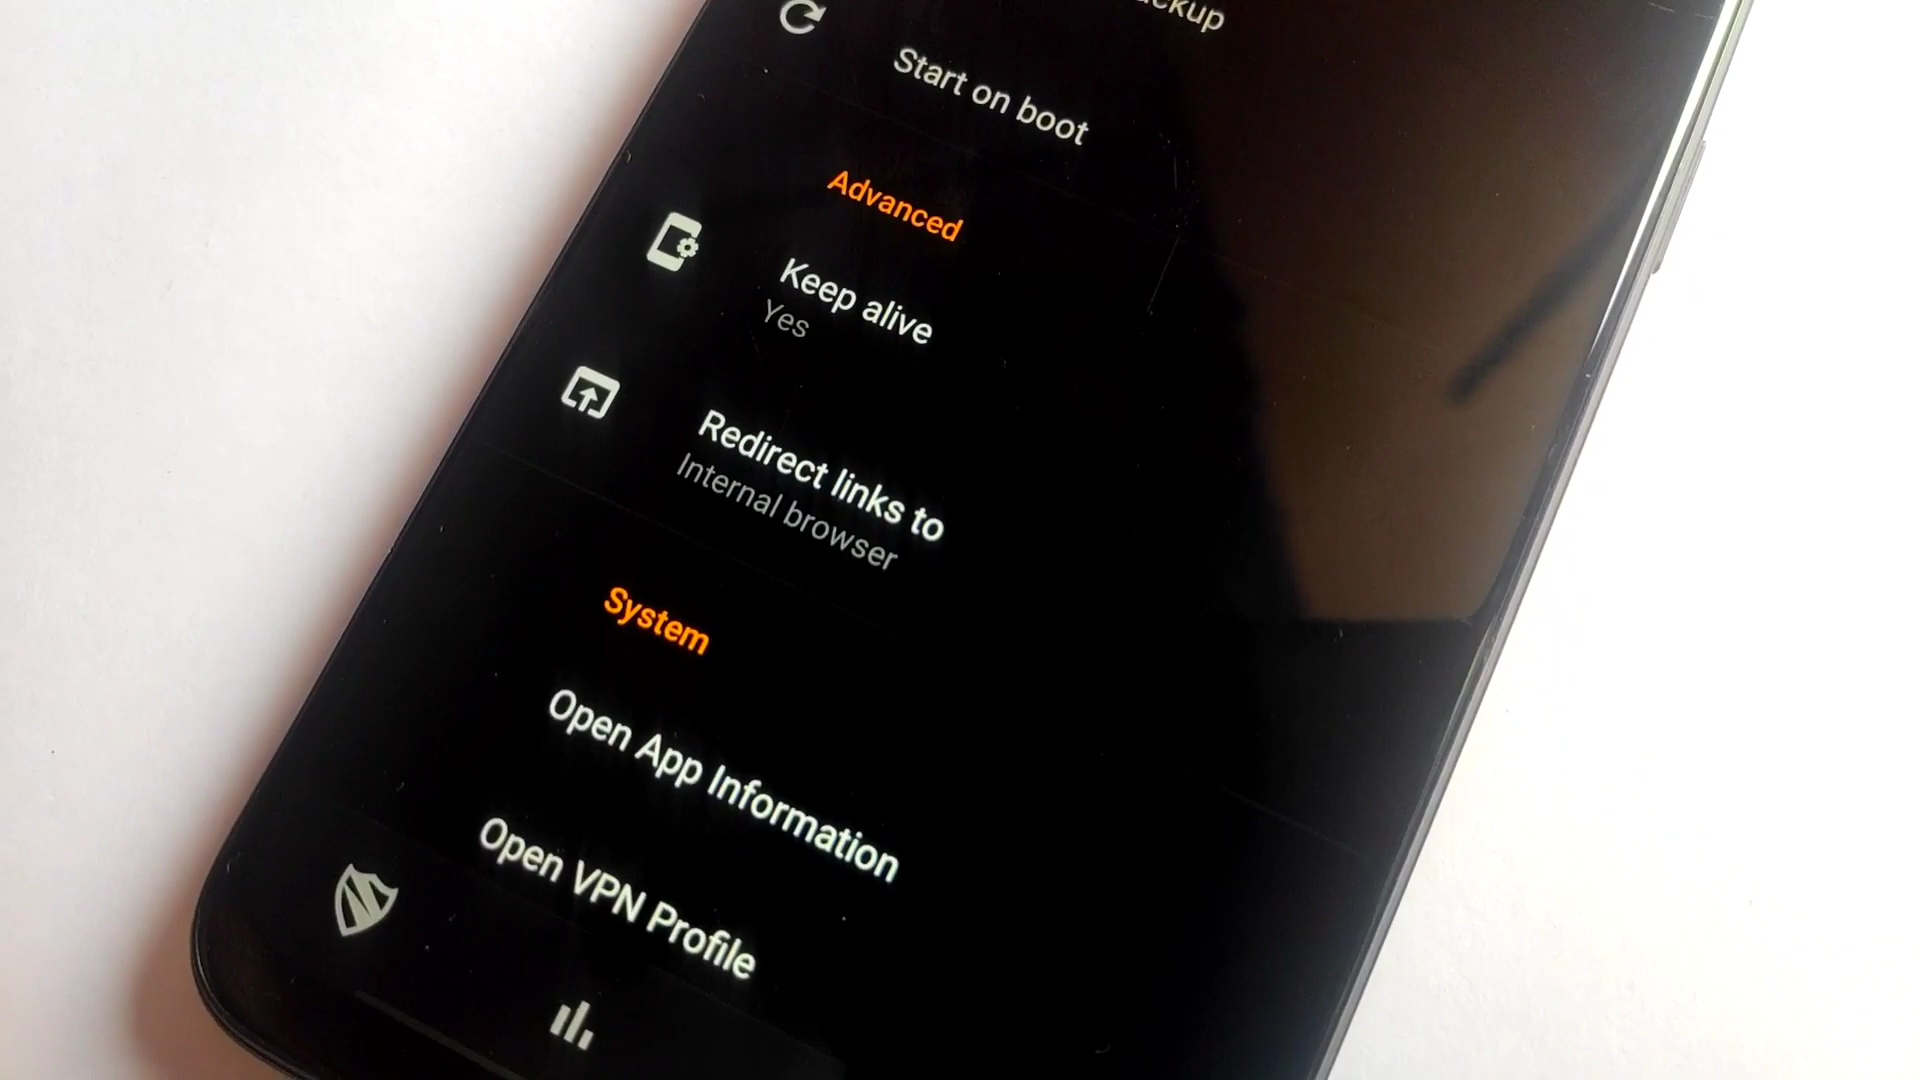 Start on boot
Advanced
Keep alive
Yes
Redirect links to
Internal browser
System
Open App Information
Open VPN Profile